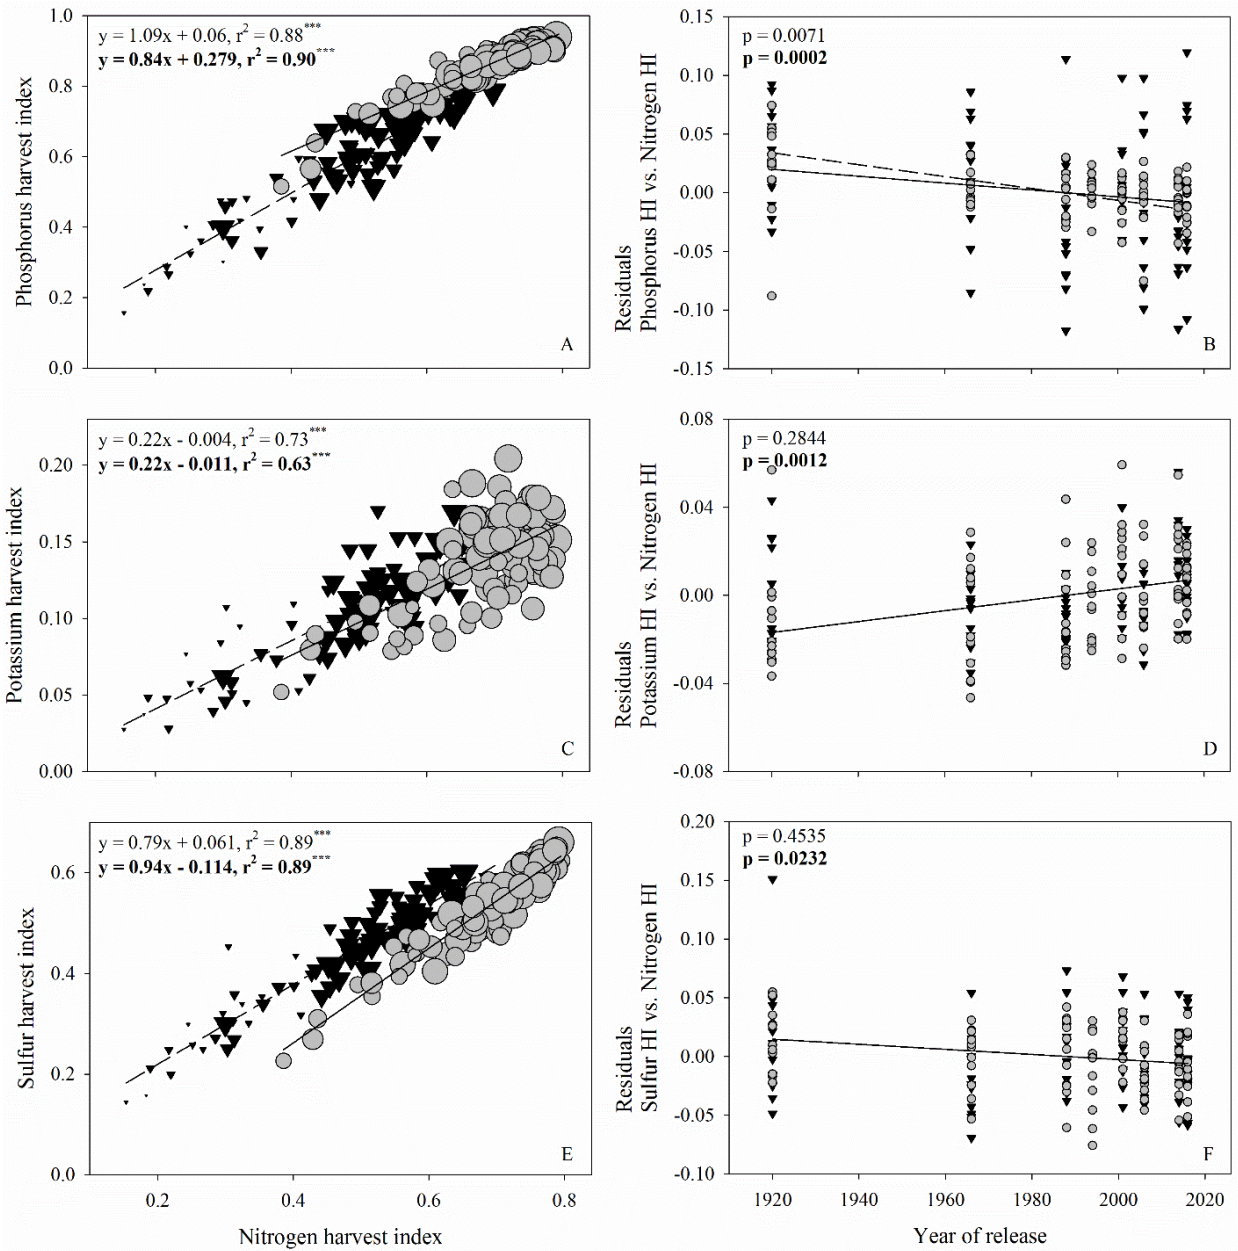 y = 1.09x + 0.06, r² = 0.88***
y = 0.84x + 0.279, r² = 0.90***
1.0
0.8
0.6
0.4
0.2
0.0
Phosphorus harvest index
A
p = 0.0071
p = 0.0002
0.15
0.10
0.05
0.00
-0.05
-0.10
-0.15
Residuals
Phosphorus HI vs. Nitrogen HI
B
y = 0.22x - 0.004, r² = 0.73***
y = 0.22x - 0.011, r² = 0.63***
0.20
0.15
0.10
0.05
0.00
Potassium harvest index
C
p = 0.2844
p = 0.0012
0.08
0.04
0.00
-0.04
-0.08
Residuals
Potassium HI vs. Nitrogen HI
D
y = 0.79x + 0.061, r² = 0.89***
y = 0.94x - 0.114, r² = 0.89***
0.6
0.4
0.2
0.0
Sulfur harvest index
E
0.2 0.4 0.6 0.8
Nitrogen harvest index
p = 0.4535
p = 0.0232
0.20
0.15
0.10
0.05
0.00
-0.05
-0.10
Residuals
Sulfur HI vs. Nitrogen HI
F
1920 1940 1960 1980 2000 2020
Year of release